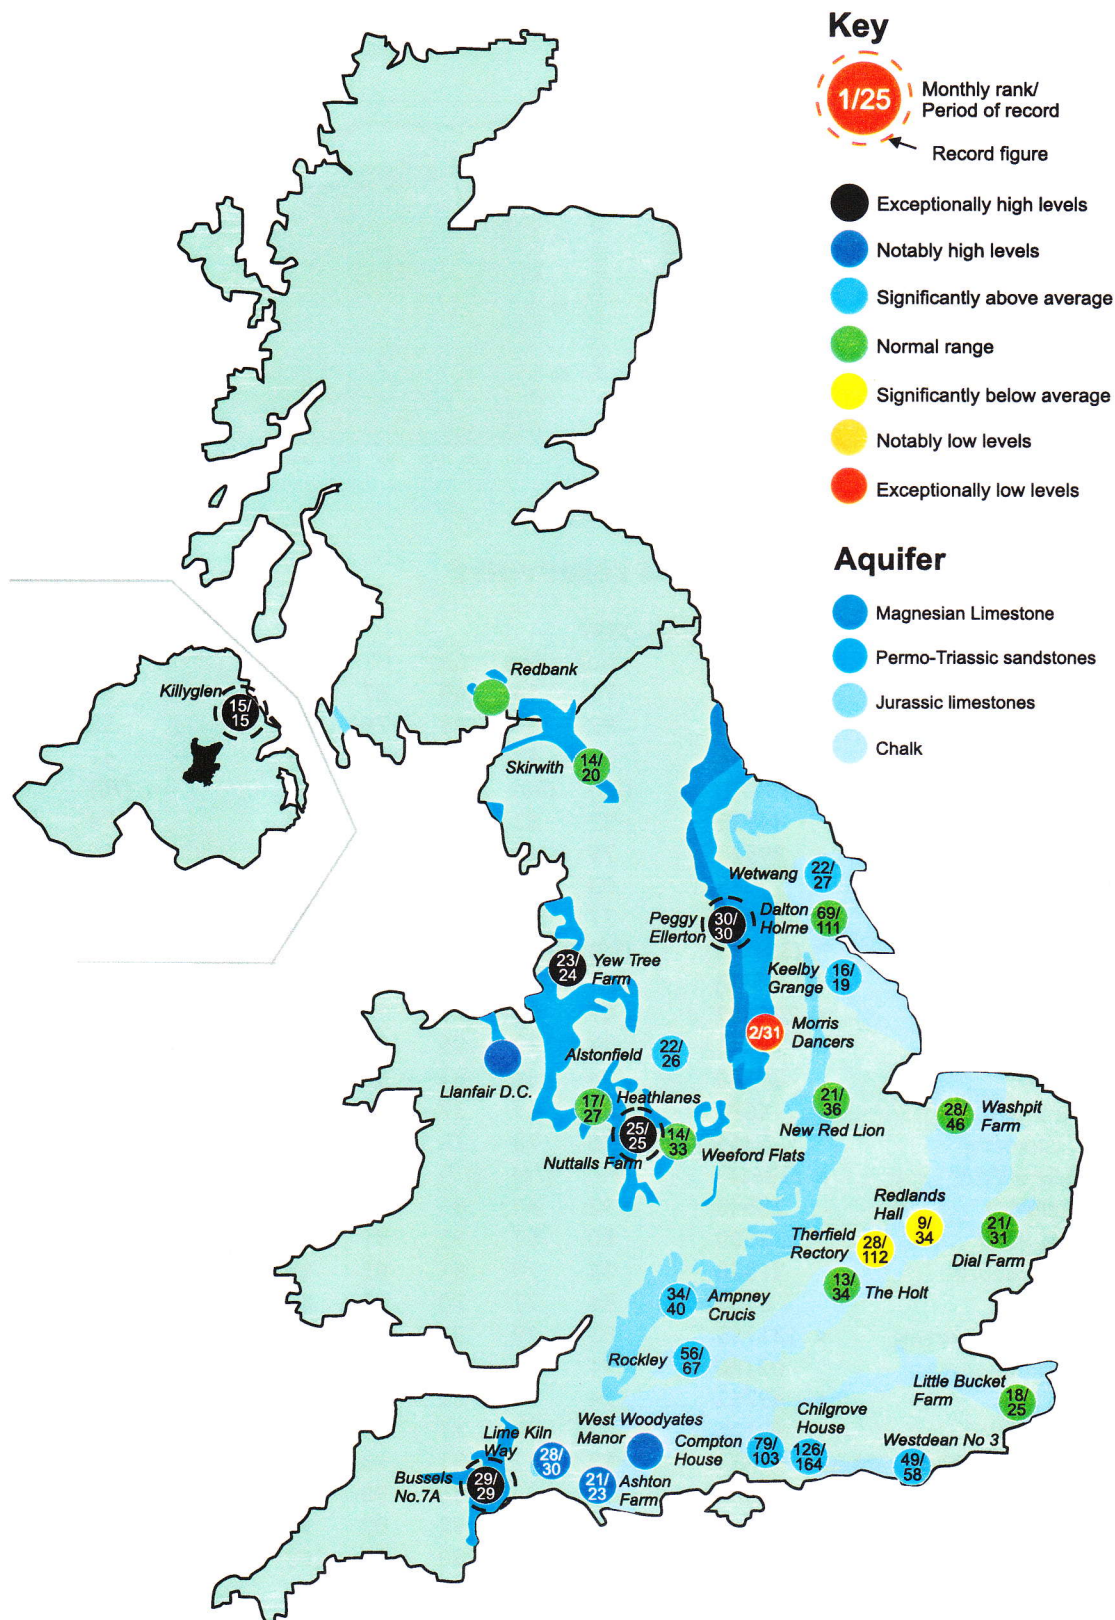 Key
1/25
Monthly rank/
Period of record
Record figure
Exceptionally high levels
Notably high levels
Significantly above average
Normal range
Significantly below average
Notably low levels
Exceptionally low levels
Aquifer
Magnesian Limestone
Permo-Triassic sandstones
Jurassic limestones
Chalk
Redbank
Killyglen
15/
15
Skirwith
14/
20
Wetwang
22/
27
Peggy
Ellerton
30/
30
Dalton
Holme
69/
111
Yew Tree
Farm
23/
24
Keelby
Grange
16/
19
Morris
Dancers
2/31
Alstonfield
22/
26
Llanfair D.C.
Heathlanes
17/
27
New Red Lion
21/
36
Washpit
Farm
28/
46
Nuttalls Farm
25/
25
Weeford Flats
14/
33
Redlands
Hall
9/
34
Therfield
Rectory
28/
112
Dial Farm
21/
31
The Holt
13/
34
Ampney
Crucis
34/
40
Rockley
56/
67
Little Bucket
Farm
18/
25
Lime Kiln
Way
28/
30
West Woodyates
Manor
Compton
House
79/
103
Chilgrove
House
126/
164
Westdean No 3
49/
58
Bussels
No.7A
29/
29
Ashton
Farm
21/
23